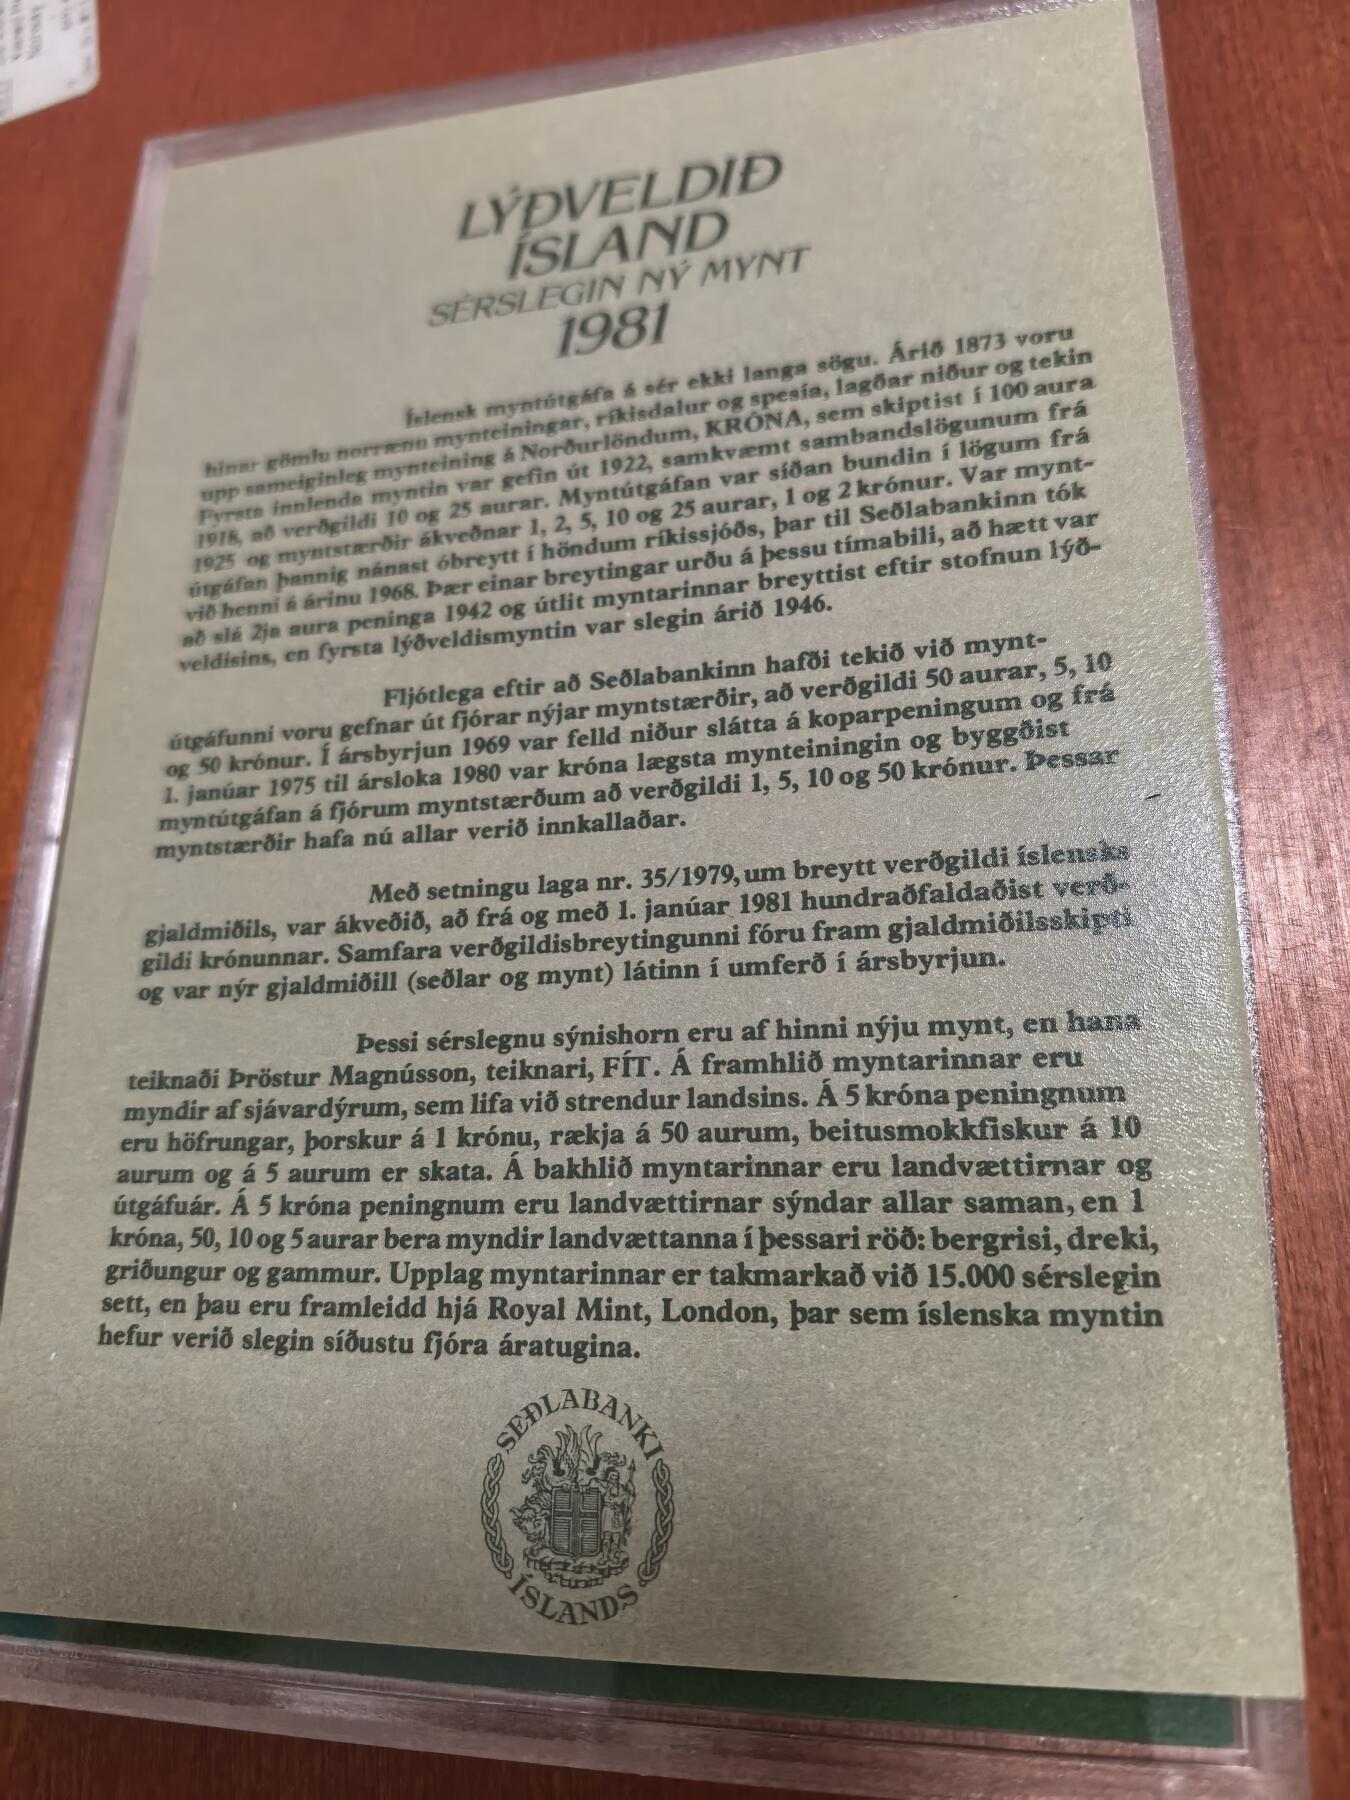 LÝÐVELDIÐ
ÍSLAND
SÉRSLEGIN NÝ MYNT
1981
Íslensk myntútgáfa á sér ekki langa sögu. Árið 1873 voru
hinar gömlu norrænu mynteiningar, ríkisdalur og spesía, lagðar niður og tekin
upp sameiginleg mynteining á Norðurlöndum, KRÓNA, sem skiptist í 100 aura
Fyrsta innlenda myntin var gefin út 1922, samkvæmt sambandslögunum frá
1918, að verðgildi 10 og 25 aurar. Myntútgáfan var síðan bundin í lögum frá
1925 og myntstærðir ákveðnar 1, 2, 5, 10 og 25 aurar, 1 og 2 krónur. Var mynt-
útgáfan þannig nánast óbreytt í höndum ríkissjóðs, þar til Seðlabankinn tók
við henni á árinu 1968. Þær einar breytingar urðu á þessu tímabili, að hætt var
að slá 2ja aura peninga 1942 og útlit myntarinnar breyttist eftir stofnun lýð-
veldisins, en fyrsta lýðveldismyntin var slegin árið 1946.
Fljótlega eftir að Seðlabankinn hafði tekið við mynt-
útgáfunni voru gefnar út fjórar nýjar myntstærðir, að verðgildi 50 aurar, 5, 10
og 50 krónur. Í ársbyrjun 1969 var felld niður slátta á koparpeningum og frá
1. janúar 1975 til ársloka 1980 var króna lægsta mynteiningin og byggðist
myntútgáfan á fjórum myntstærðum að verðgildi 1, 5, 10 og 50 krónur. Þessar
myntstærðir hafa nú allar verið innkallaðar.
Með setningu laga nr. 35/1979, um breytt verðgildi íslensks
gjaldmiðils, var ákveðið, að frá og með 1. janúar 1981 hundraðfaldaðist verð-
gildi krónunnar. Samfara verðgildisbreytingunni fóru fram gjaldmiðilsskipti
og var nýr gjaldmiðill (seðlar og mynt) látinn í umferð í ársbyrjun.
Þessi sérslegnu sýnishorn eru af hinni nýju mynt, en hana
teiknaði Þröstur Magnússon, teiknari, FÍT. Á framhlið myntarinnar eru
myndir af sjávardýrum, sem lifa við strendur landsins. Á 5 króna peningnum
eru höfrungar, þorskur á 1 krónu, rækja á 50 aurum, beitusmokkfiskur á 10
aurum og á 5 aurum er skata. Á bakhlið myntarinnar eru landvættirnar og
útgáfuár. Á 5 króna peningnum eru landvættirnar sýndar allar saman, en 1
króna, 50, 10 og 5 aurar bera myndir landvættanna í þessari röð: bergrisi, dreki,
griðungur og gammur. Upplag myntarinnar er takmarkað við 15.000 sérslegin
sett, en þau eru framleidd hjá Royal Mint, London, þar sem íslenska myntin
hefur verið slegin síðustu fjóra áratugina.
SEÐLABANKI
ÍSLANDS